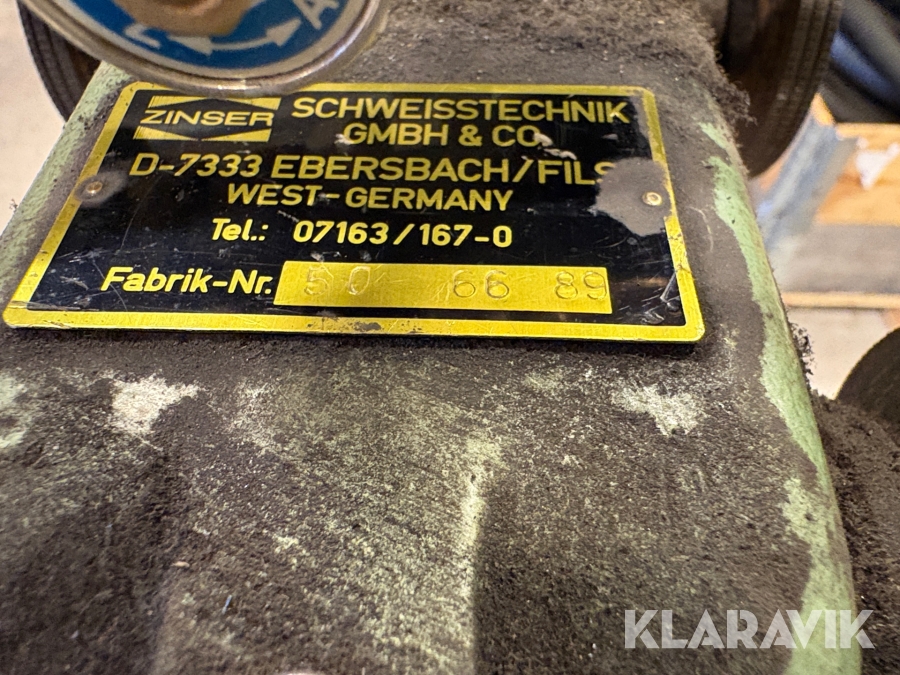 Z A
ZINSER SCHWEISSTECHNIK
GMBH & CO
D-7333 EBERSBACH/FILS
WEST-GERMANY
Tel.: 07163/167-0
Fabrik-Nr. 50 66 89
KLARAVIK